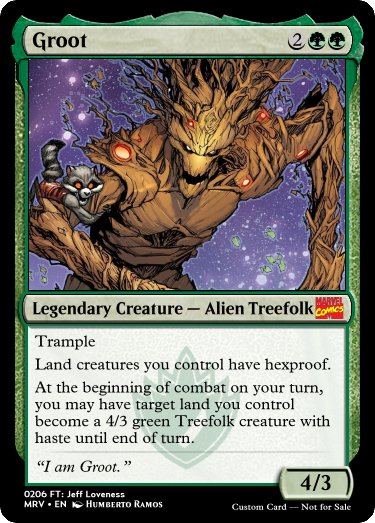 Groot 2
Legendary Creature — Alien Treefolk MARVEL COMICS
Trample
Land creatures you control have hexproof.
At the beginning of combat on your turn,
you may have target land you control
become a 4/3 green Treefolk creature with
haste until end of turn.
“I am Groot.”
4/3
0206 FT: Jeff Loveness
MRV • EN Humberto Ramos
Custom Card — Not for Sale